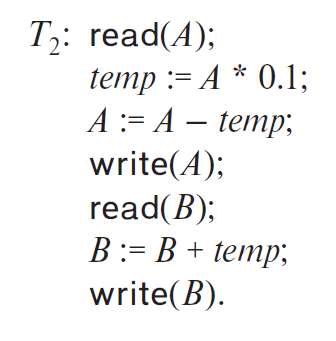 T₂: read(A);
temp := A * 0.1;
A := A − temp;
write(A);
read(B);
B := B + temp;
write(B).